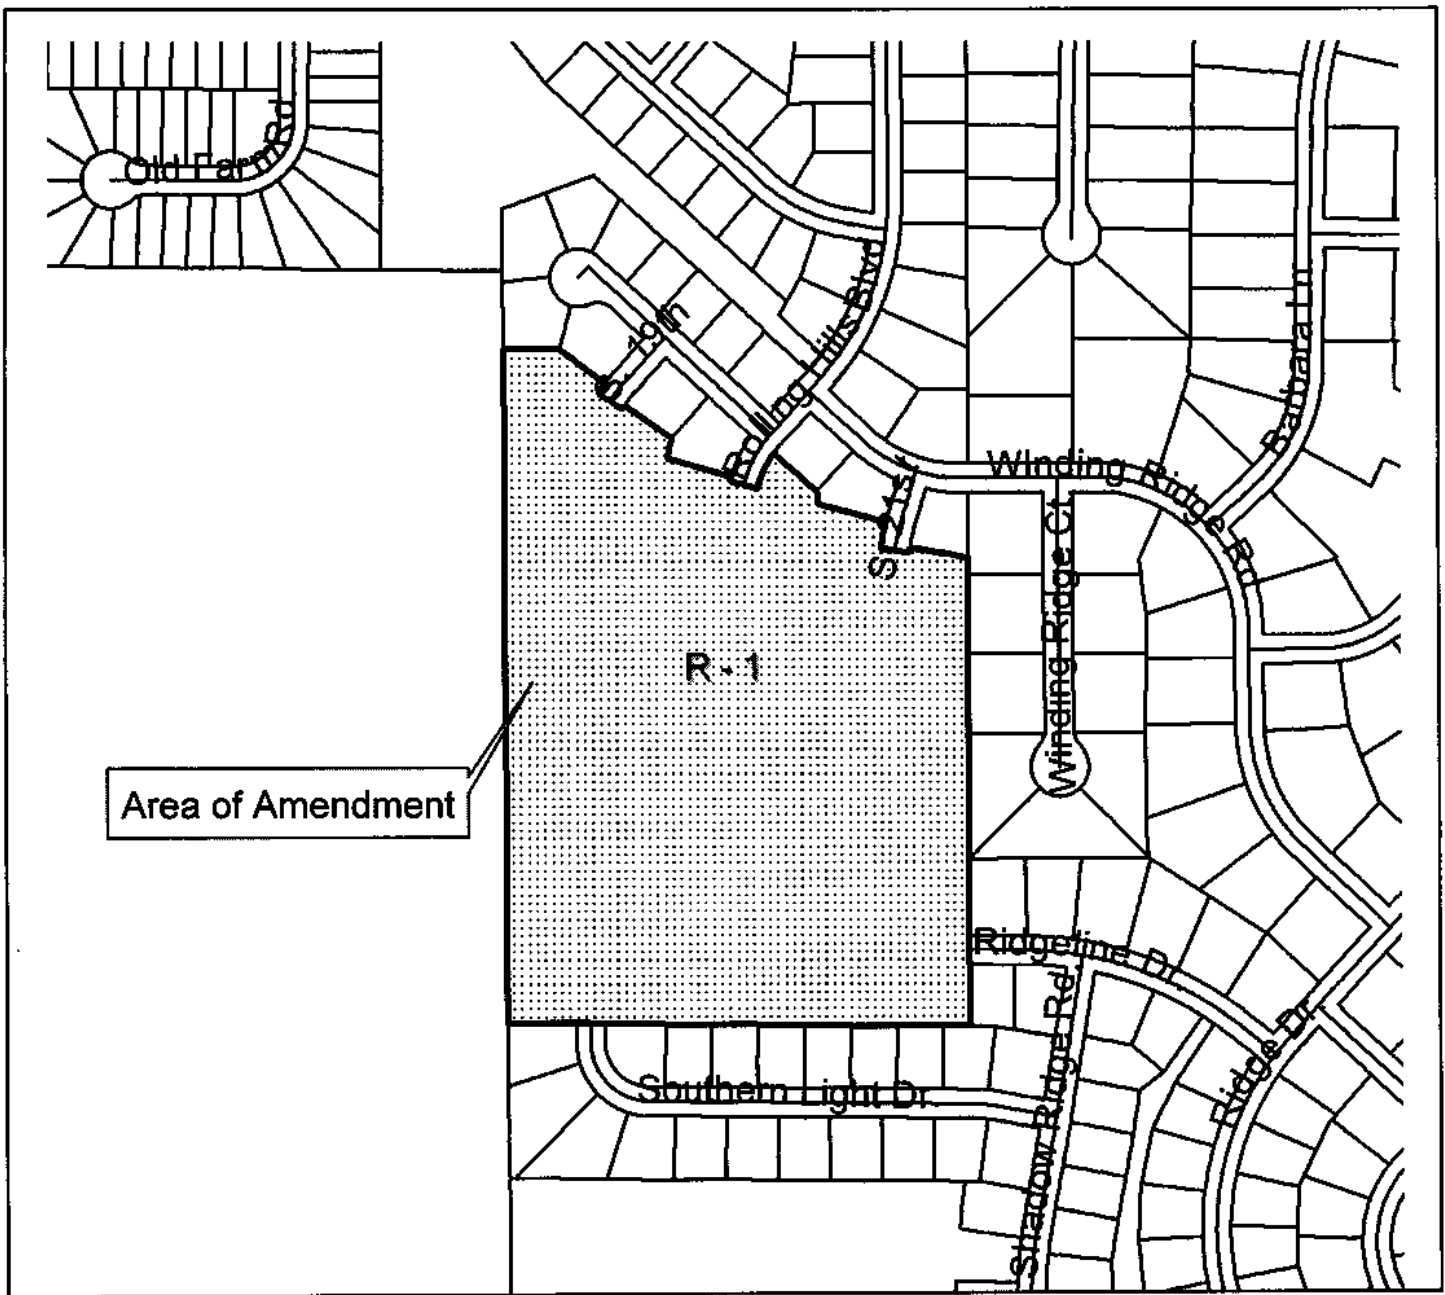 Old Farm Rd
S. 19th
Rolling Hills Blvd
Barbara Ln
WInding Ridge Rd
S 21st
Winding Ridge Ct.
R - 1
Area of Amendment
Ridgeline Dr.
Shadow Ridge Rd
Ridge Dr
Southern Light Dr.